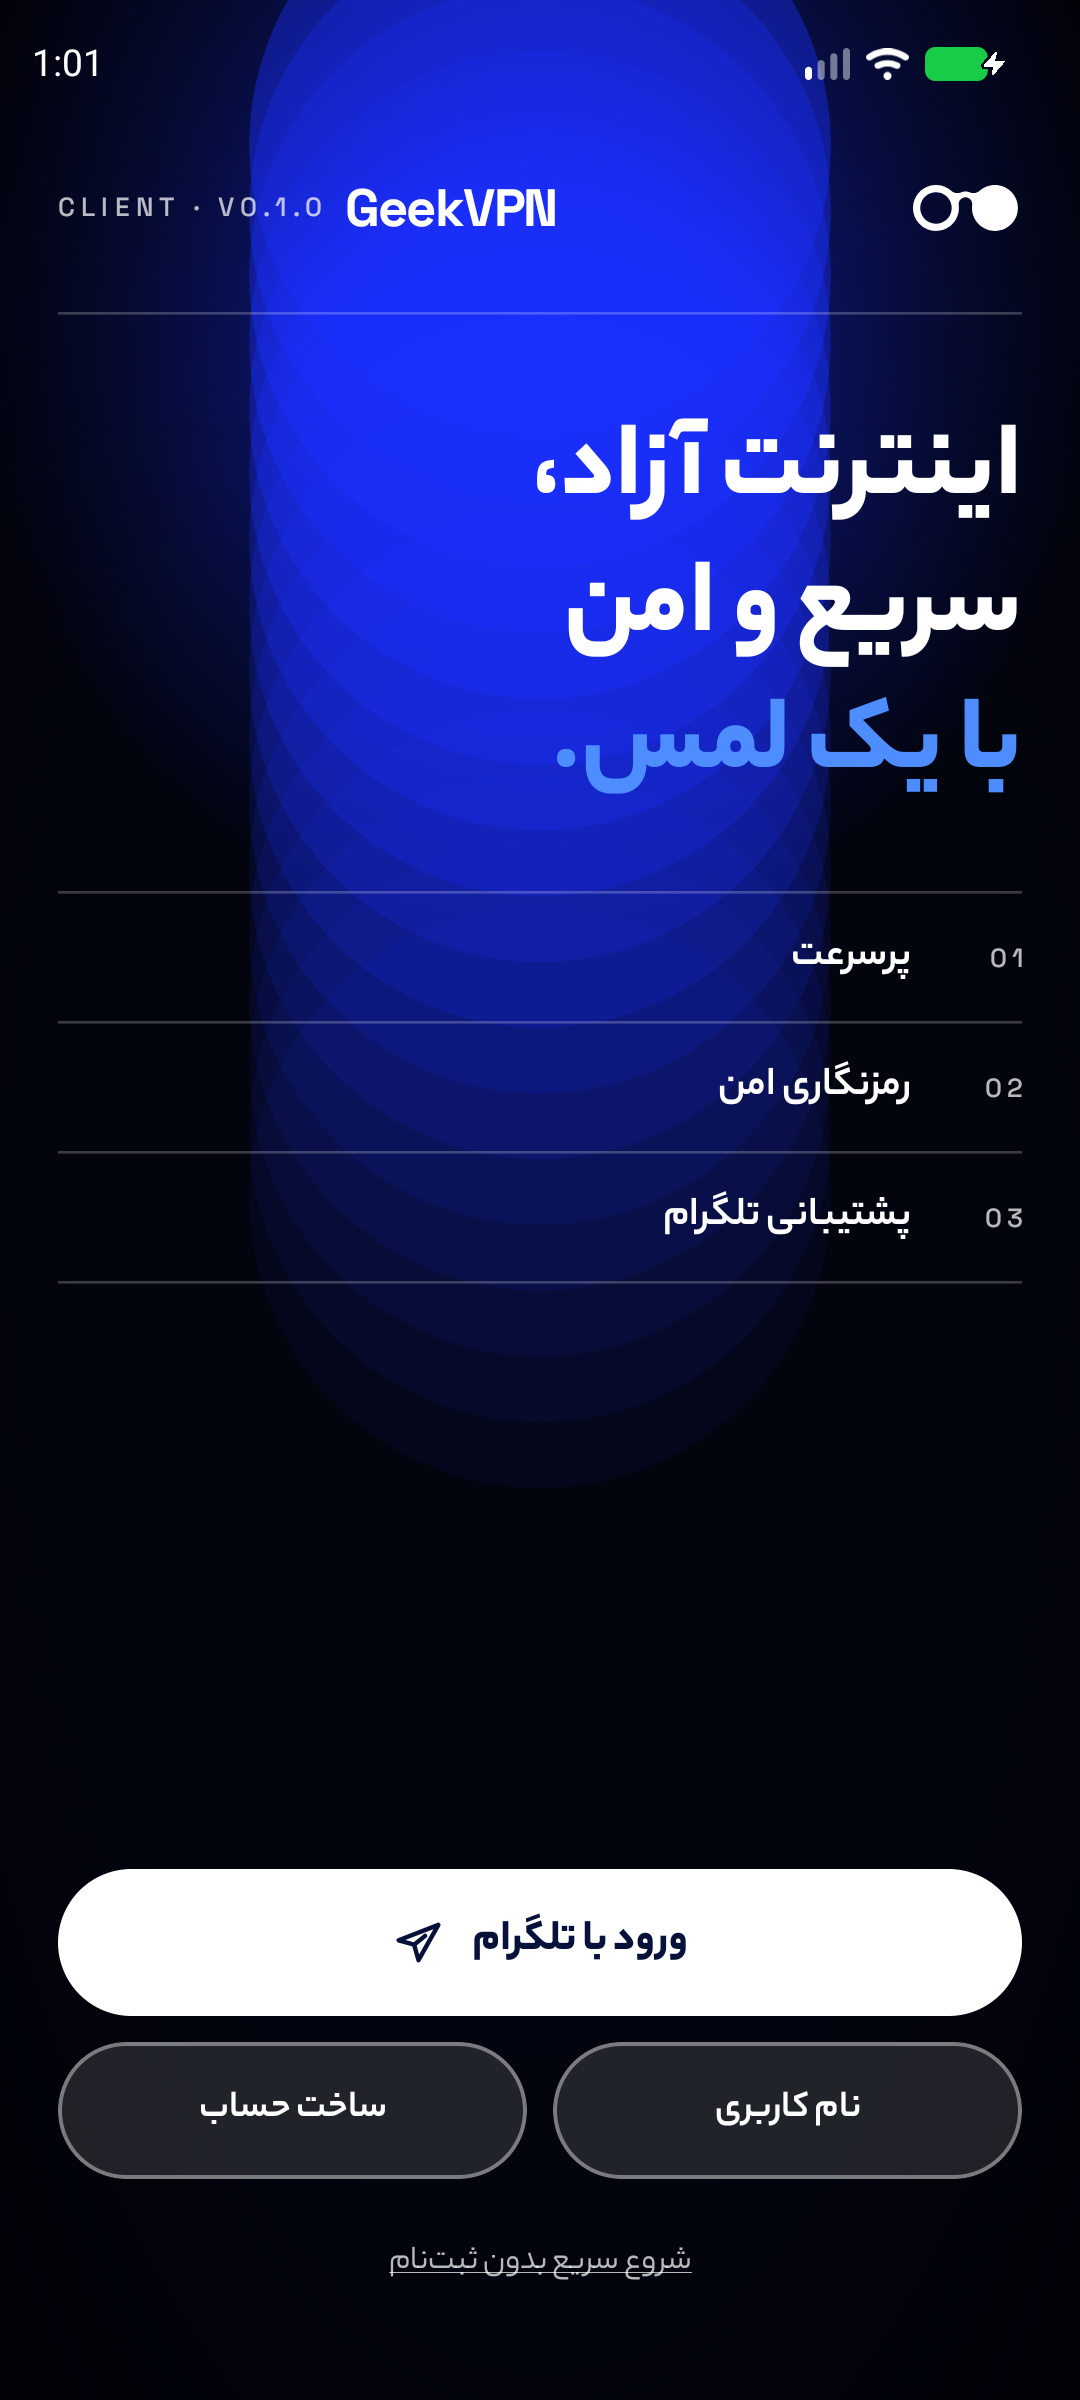 1:01
CLIENT · V0.1.0 GeekVPN
اینترنت آزاد،
سریع و امن
با یک لمس.
01 پرسرعت
02 رمزنگاری امن
03 پشتیبانی تلگرام
ورود با تلگرام
نام کاربری
ساخت حساب
شروع سریع بدون ثبت‌نام